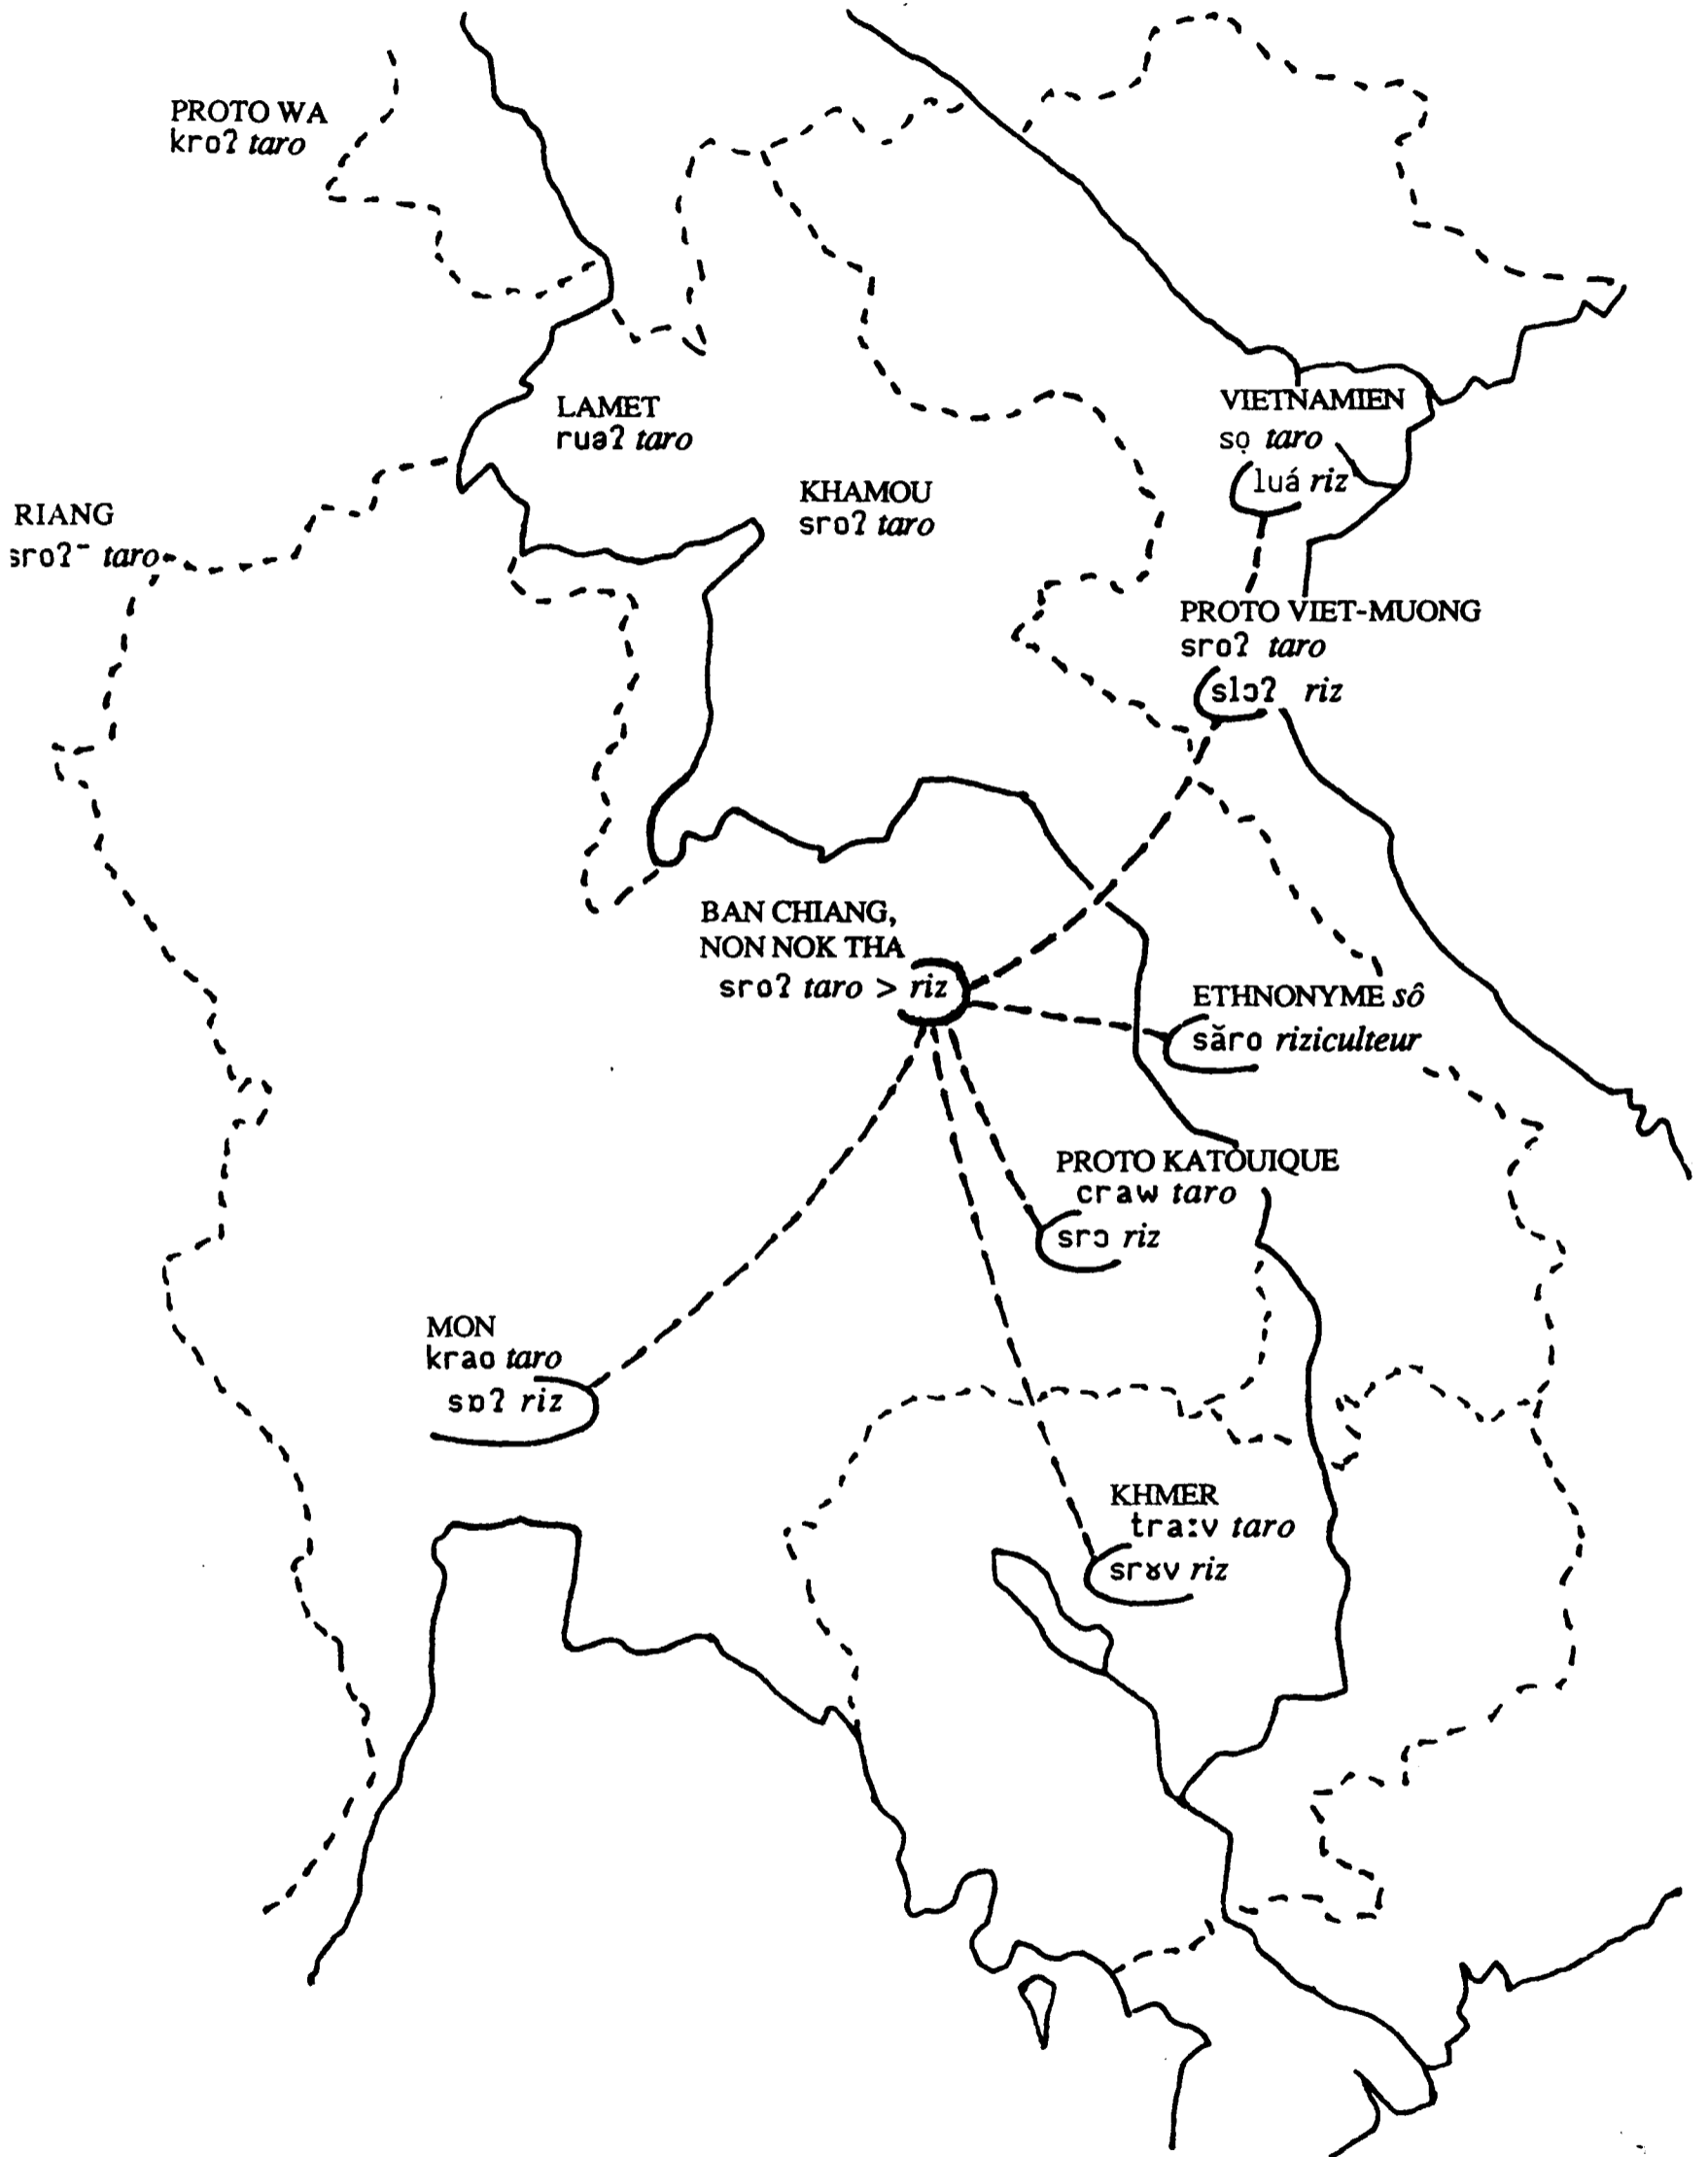 PROTO WA
kroʔ taro
LAMET
ruaʔ taro
KHAMOU
sroʔ taro
VIETNAMIEN
sọ taro
luá riz
RIANG
sroʔ⁻ taro
PROTO VIET-MUONG
sroʔ taro
slɔʔ riz
BAN CHIANG,
NON NOK THA
sroʔ taro > riz
ETHNONYME sô
săro riziculteur
PROTO KATOUIQUE
craw taro
srɔ riz
MON
krao taro
sɒʔ riz
KHMER
tra:v taro
srɤv riz